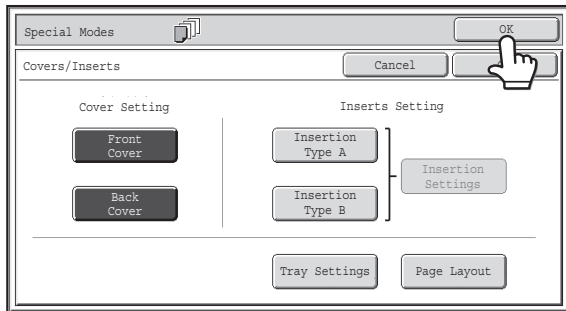 Special Modes
OK
Covers/Inserts
Cancel
Cover Setting
Inserts Setting
Front
Cover
Insertion
Type A
Insertion
Settings
Back
Cover
Insertion
Type B
Tray Settings
Page Layout